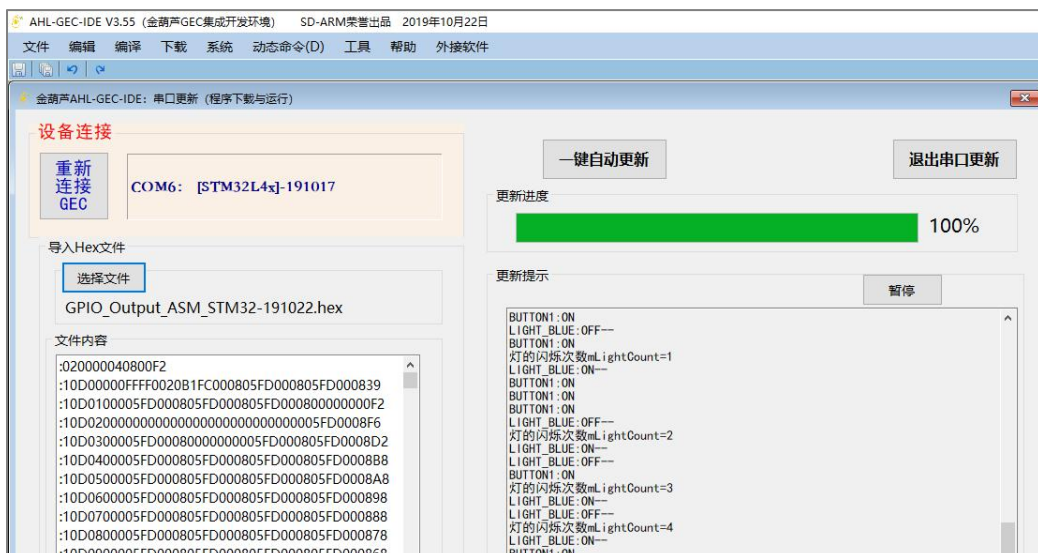 AHL-GEC-IDE V3.55 (金葫芦GEC集成开发环境) SD-ARM荣誉出品 2019年10月22日
文件 编辑 编译 下载 系统 动态命令(D) 工具 帮助 外接软件
金葫芦AHL-GEC-IDE: 串口更新 (程序下载与运行)
设备连接
重新
连接
GEC
COM6: [STM32L4x]-191017
一键自动更新
退出串口更新
更新进度
100%
导入Hex文件
选择文件
GPIO_Output_ASM_STM32-191022.hex
文件内容
:020000040800F2
:10D00000FFFF0020B1FC000805FD000805FD000839
:10D0100005FD000805FD000805FD000800000000F2
:10D0200000000000000000000000000005FD0008F6
:10D0300005FD00080000000005FD000805FD0008D2
:10D0400005FD000805FD000805FD000805FD0008B8
:10D0500005FD000805FD000805FD000805FD0008A8
:10D0600005FD000805FD000805FD000805FD000898
:10D0700005FD000805FD000805FD000805FD000888
:10D0800005FD000805FD000805FD000805FD000878
更新提示
暂停
BUTTON1:ON
LIGHT_BLUE:OFF--
BUTTON1:ON
灯的闪烁次数mLightCount=1
LIGHT_BLUE:ON--
BUTTON1:ON
BUTTON1:ON
BUTTON1:ON
LIGHT_BLUE:OFF--
灯的闪烁次数mLightCount=2
LIGHT_BLUE:ON--
LIGHT_BLUE:OFF--
BUTTON1:ON
灯的闪烁次数mLightCount=3
LIGHT_BLUE:ON--
LIGHT_BLUE:OFF--
灯的闪烁次数mLightCount=4
LIGHT_BLUE:ON--
BUTTON1:ON